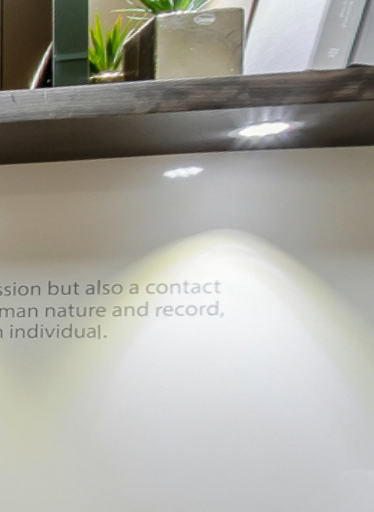 ssion but also a contact
man nature and record,
n individual.